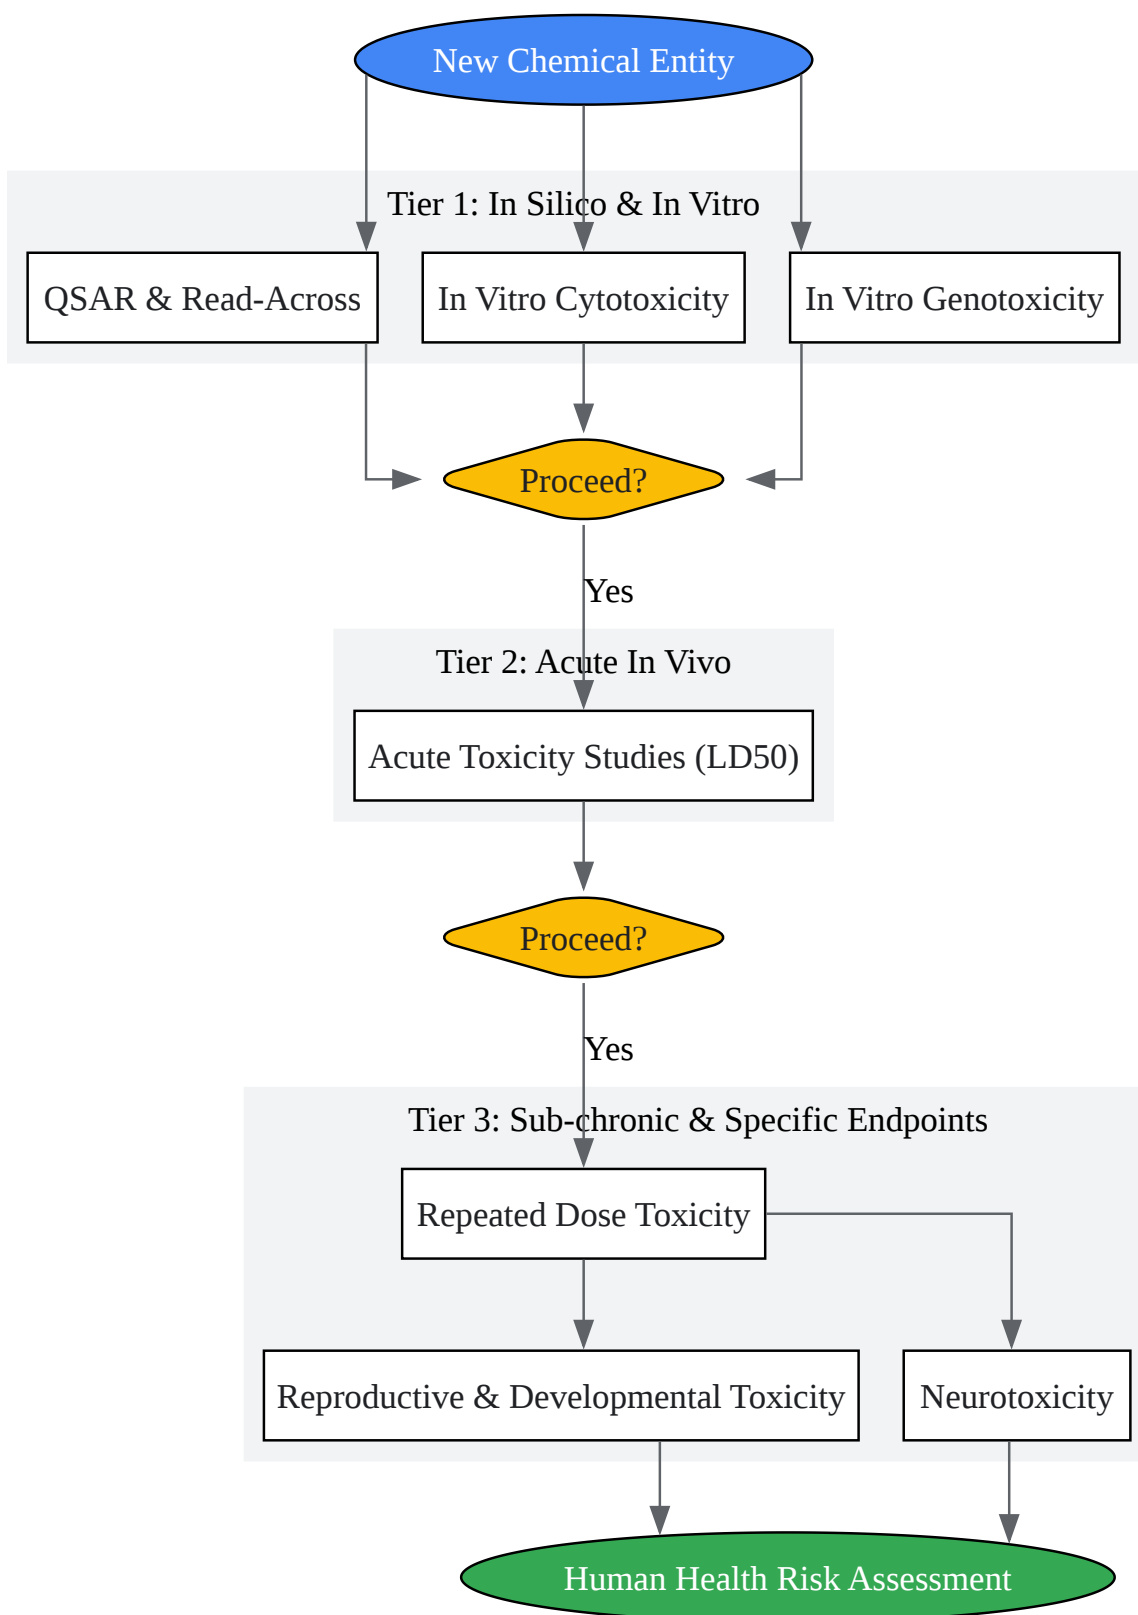 New Chemical Entity
Tier 1: In Silico & In Vitro
QSAR & Read-Across
In Vitro Cytotoxicity
In Vitro Genotoxicity
Proceed?
Yes
Tier 2: Acute In Vivo
Acute Toxicity Studies (LD50)
Proceed?
Yes
Tier 3: Sub-chronic & Specific Endpoints
Repeated Dose Toxicity
Reproductive & Developmental Toxicity
Neurotoxicity
Human Health Risk Assessment